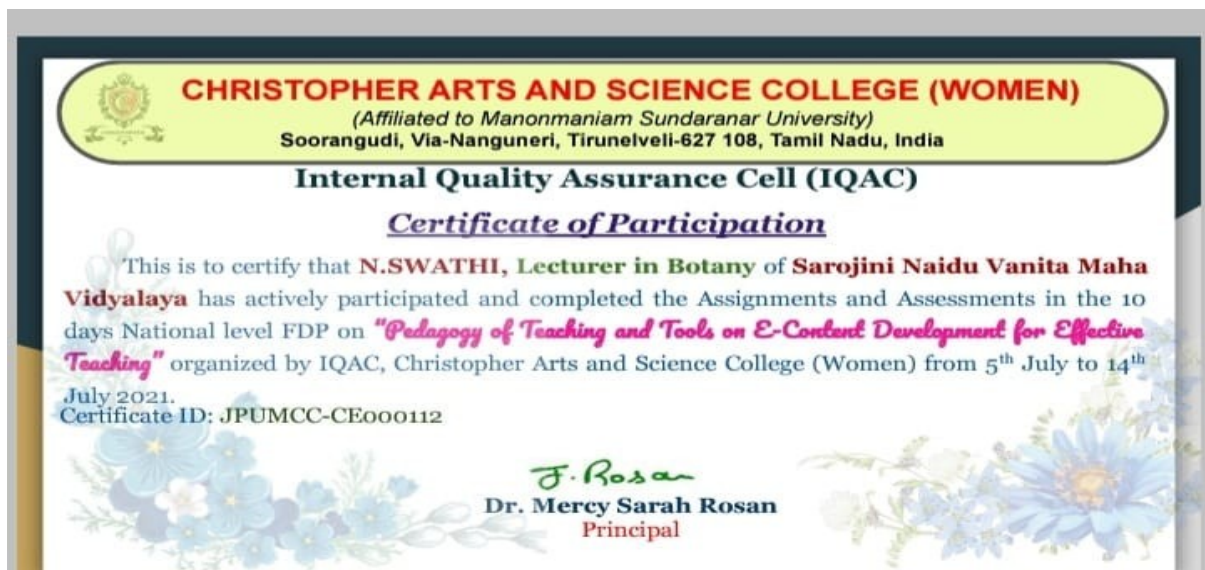 CHRISTOPHER ARTS AND SCIENCE COLLEGE (WOMEN)
(Affiliated to Manonmaniam Sundaranar University)
Soorangudi, Via-Nanguneri, Tirunelveli-627 108, Tamil Nadu, India
Internal Quality Assurance Cell (IQAC)
Certificate of Participation
This is to certify that N.SWATHI, Lecturer in Botany of Sarojini Naidu Vanita Maha
Vidyalaya has actively participated and completed the Assignments and Assessments in the 10
days National level FDP on "Pedagogy of Teaching and Tools on E-Content Development for Effective
Teaching" organized by IQAC, Christopher Arts and Science College (Women) from 5th July to 14th
July 2021.
Certificate ID: JPUMCC-CE000112
J. Rosan
Dr. Mercy Sarah Rosan
Principal